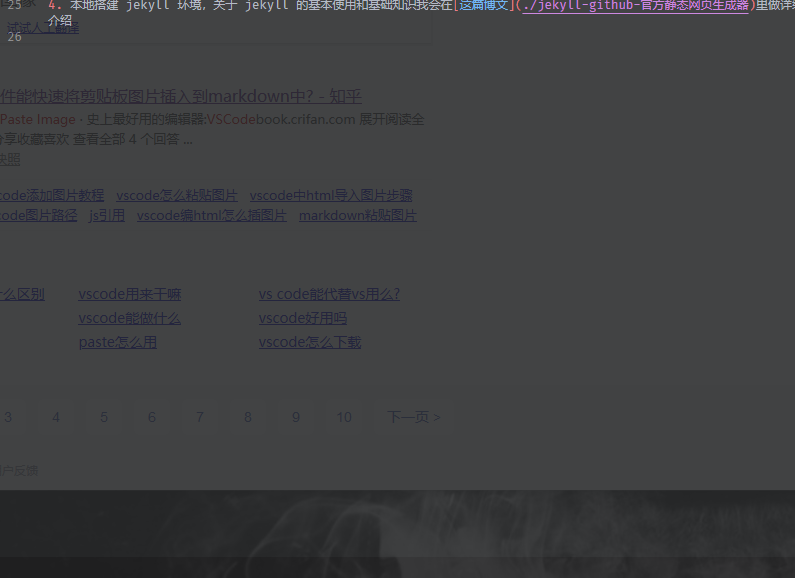 25 4. 本地搭建 jekyll 环境，关于 jekyll 的基本使用和基础知识我会在[这篇博文](./jekyll-github-官方静态网页生成器)里做详
介绍
试试人工翻译
26
件能快速将剪贴板图片插入到markdown中? - 知乎
Paste Image - 史上最好用的编辑器:VSCodebook.crifan.com 展开阅读全
享收藏喜欢 查看全部 4 个回答 ...
快照
code添加图片教程 vscode怎么粘贴图片 vscode中html导入图片步骤
code图片路径 js引用 vscode编html怎么插图片 markdown粘贴图片
什么区别 vscode用来干嘛 vs code能代替vs用么?
vscode能做什么 vscode好用吗
paste怎么用 vscode怎么下载
3 4 5 6 7 8 9 10 下一页 >
户反馈